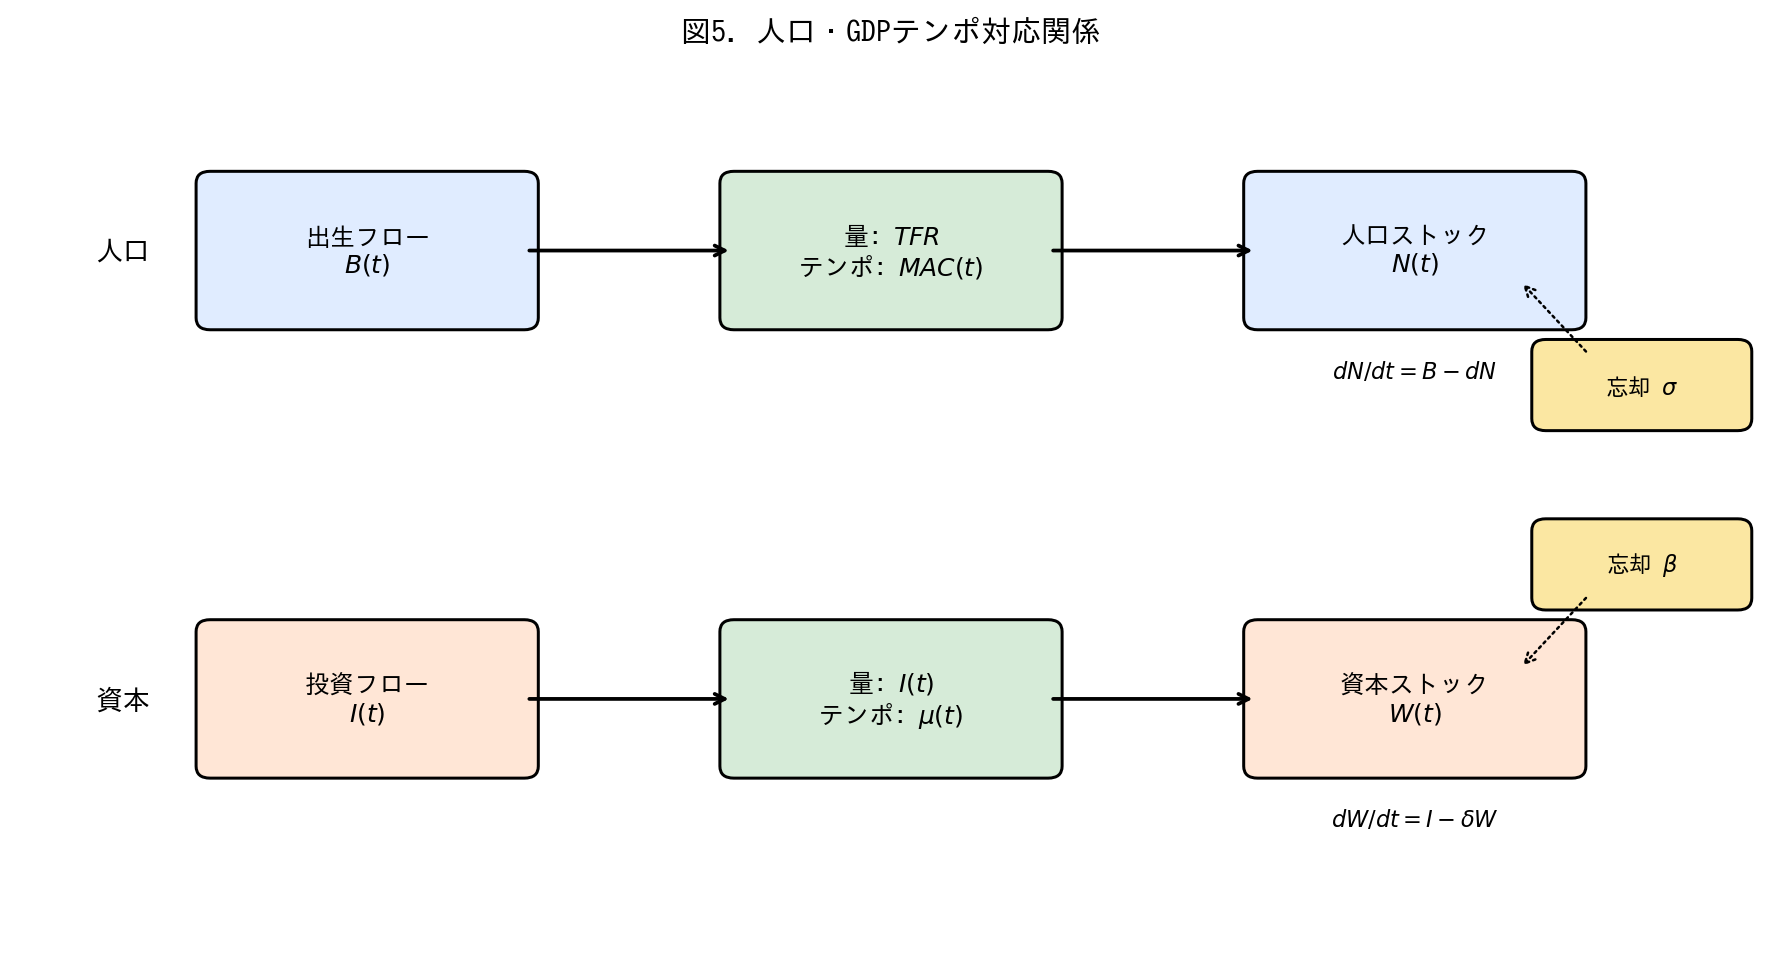 図5. 人口・GDPテンポ対応関係
人口
出生フロー
B(t)
量: TFR
テンポ: MAC(t)
人口ストック
N(t)
dN/dt = B − dN
忘却 σ
忘却 β
資本
投資フロー
I(t)
量: I(t)
テンポ: μ(t)
資本ストック
W(t)
dW/dt = I − δW